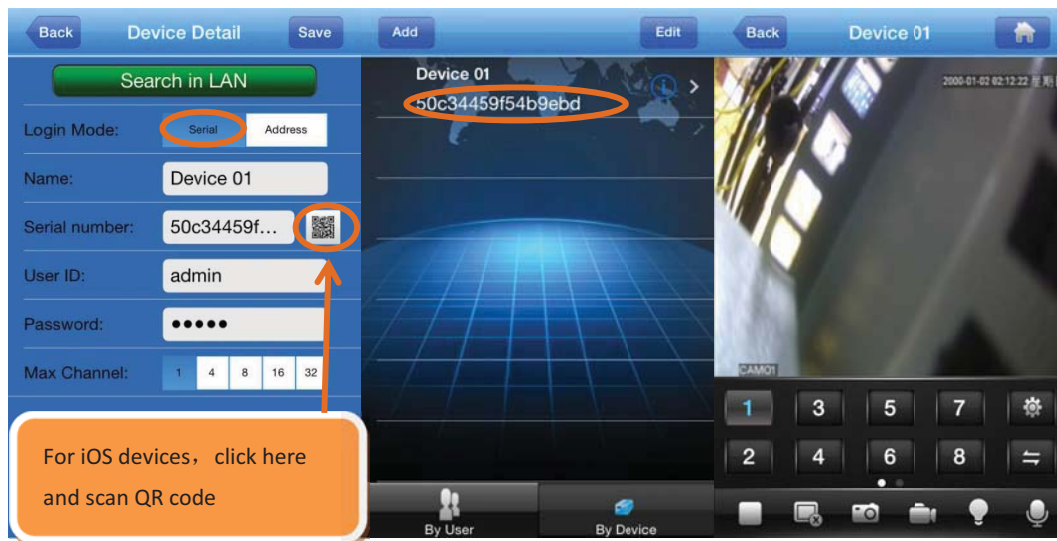 Back
Device Detail
Save
Search in LAN
Login Mode:
Serial
Address
Name:
Device 01
Serial number:
50c34459f...
User ID:
admin
Password:
•••••
Max Channel:
1 4 8 16 32
For iOS devices，click here
and scan QR code
Add
Edit
Device 01
50c34459f54b9ebd
By User
By Device
Back
Device 01
2000-01-02 02:12:22 星期
CAM01
1 3 5 7
2 4 6 8